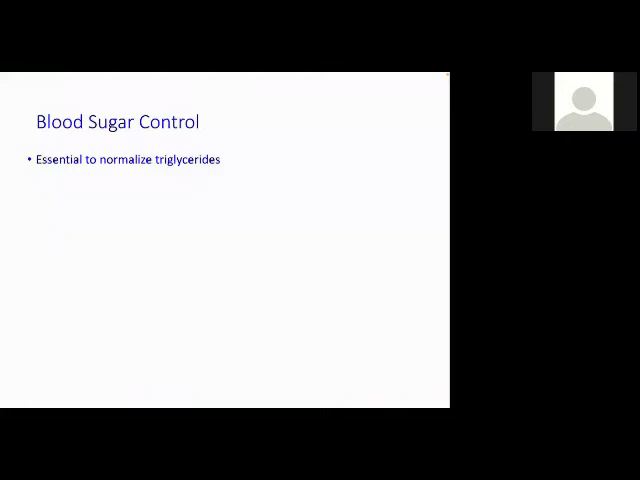 Blood Sugar Control
• Essential to normalize triglycerides